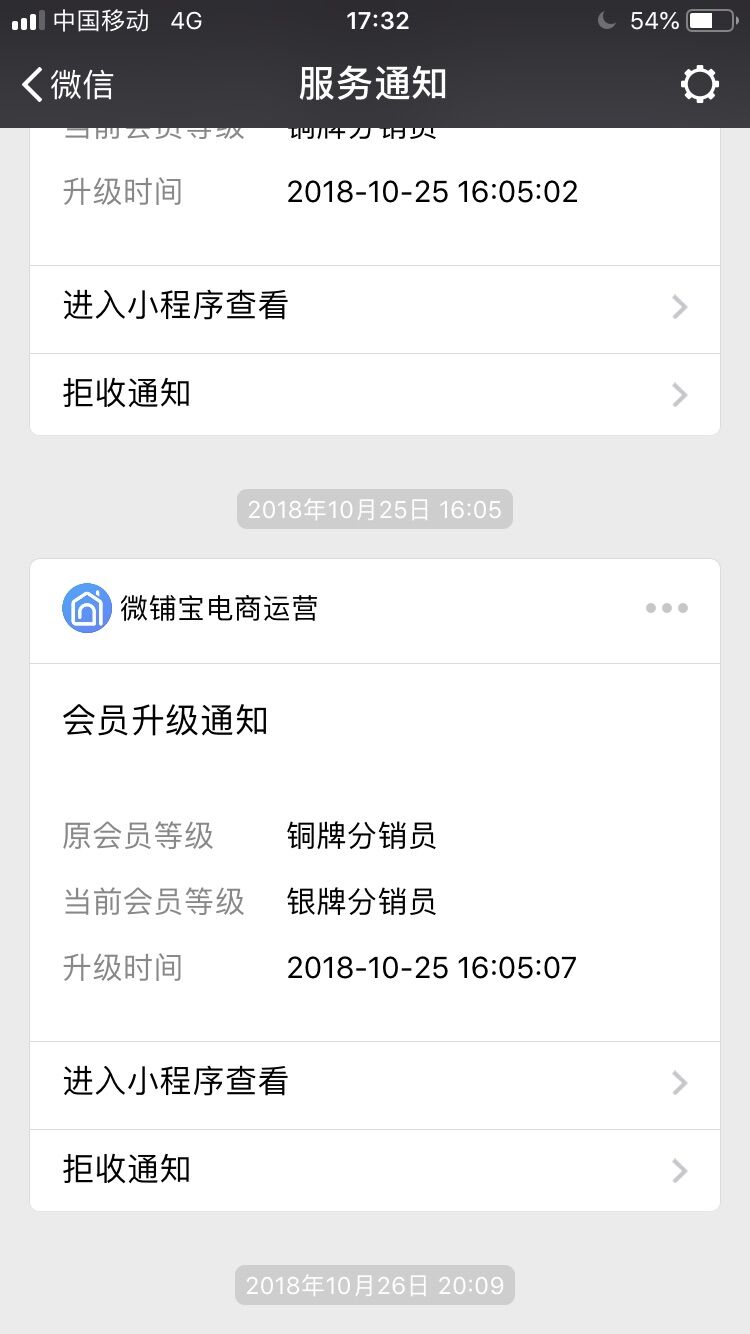 中国移动 4G 17:32 54%
微信 服务通知
当前会员等级 铜牌分销员
升级时间 2018-10-25 16:05:02
进入小程序查看
拒收通知
2018年10月25日 16:05
微铺宝电商运营
会员升级通知
原会员等级 铜牌分销员
当前会员等级 银牌分销员
升级时间 2018-10-25 16:05:07
进入小程序查看
拒收通知
2018年10月26日 20:09